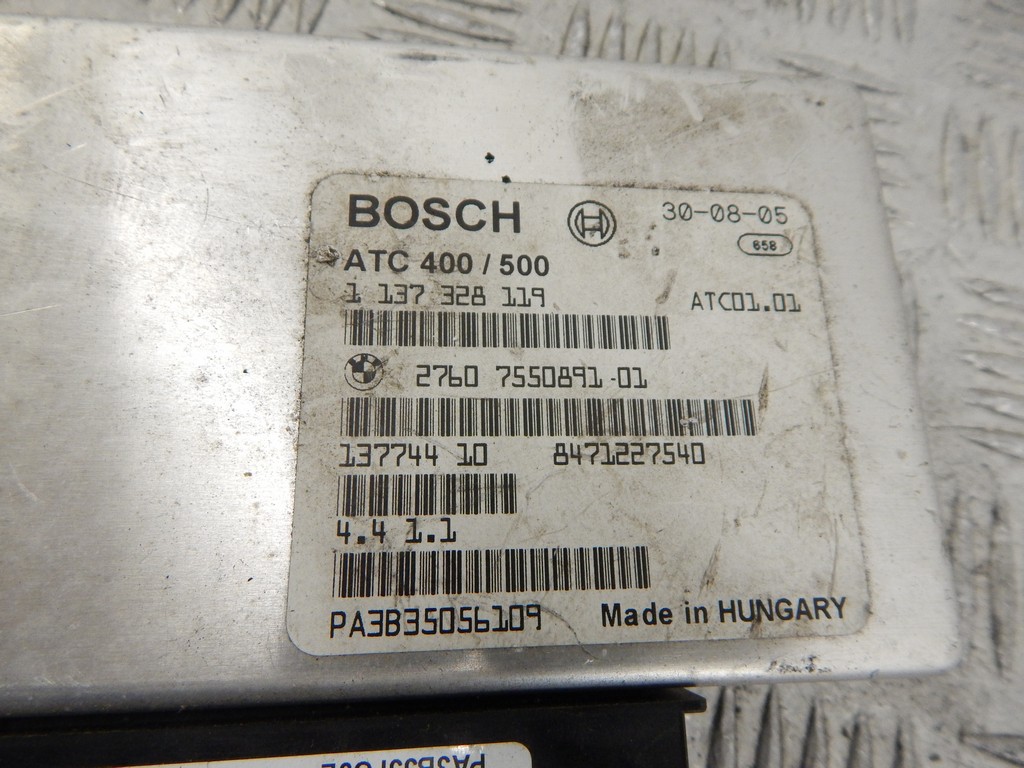 BOSCH 30-08-05
658
ATC 400 / 500
1 137 328 119 ATC01.01
2760 7550891-01
137744 10 8471227540
4.4 1.1
PA3B35056109 Made in HUNGARY